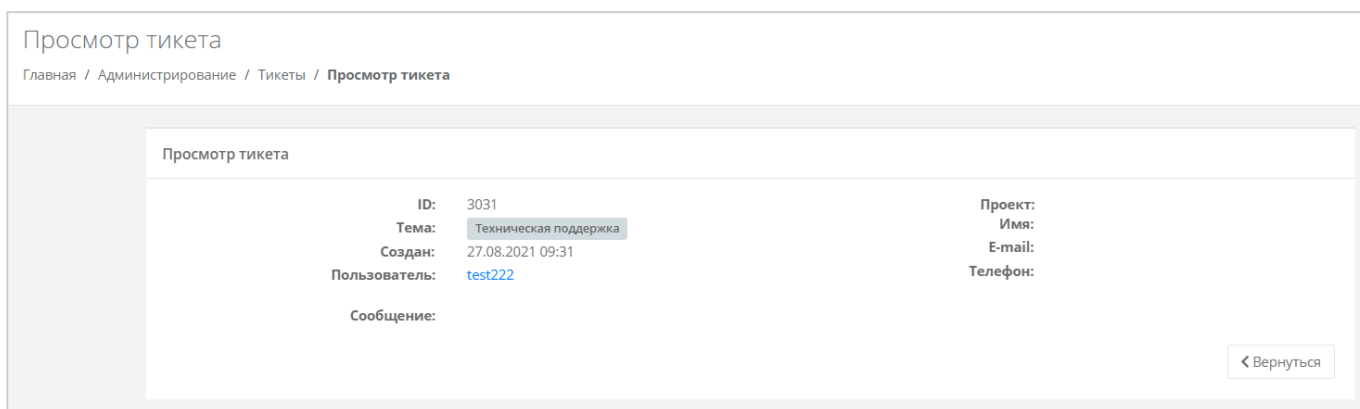 Просмотр тикета
Главная / Администрирование / Тикеты / Просмотр тикета
Просмотр тикета
ID: 3031
Тема: Техническая поддержка
Создан: 27.08.2021 09:31
Пользователь: test222
Сообщение:
Проект:
Имя:
E-mail:
Телефон:
Вернуться